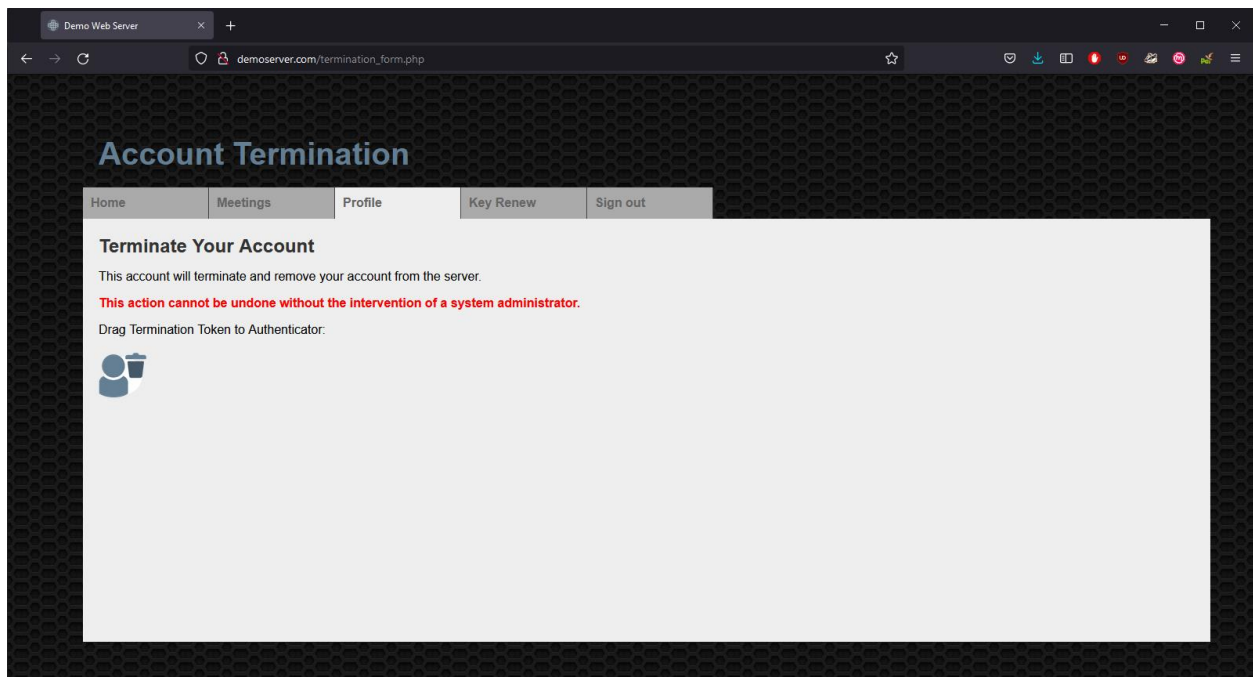 Demo Web Server
demoserver.com/termination_form.php
Account Termination
Home Meetings Profile Key Renew Sign out
Terminate Your Account
This account will terminate and remove your account from the server.
This action cannot be undone without the intervention of a system administrator.
Drag Termination Token to Authenticator: